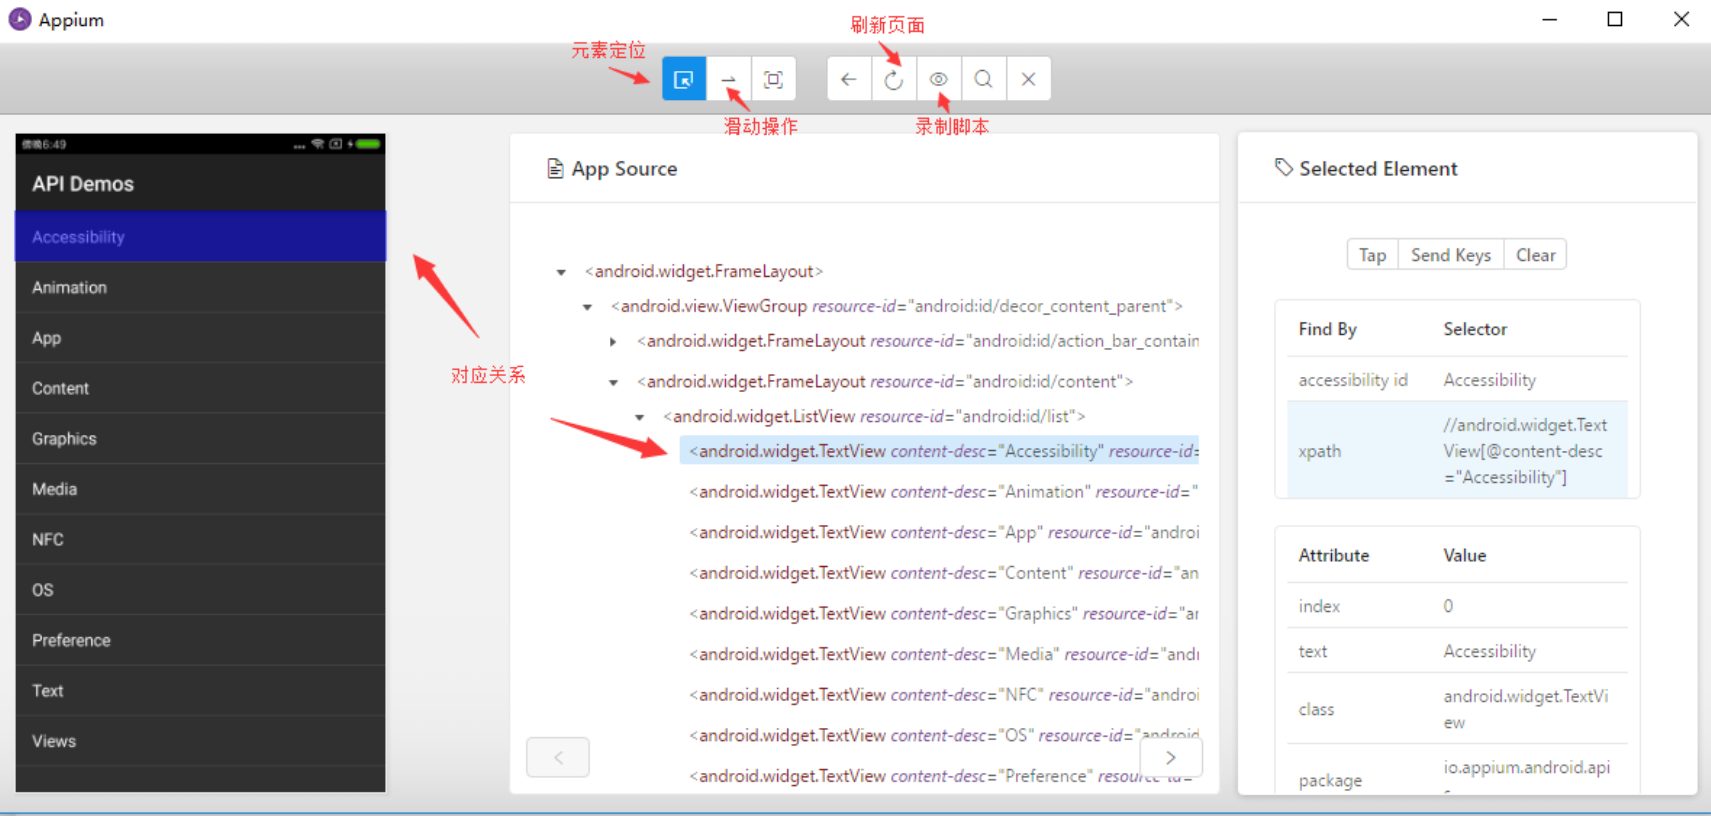 Appium
刷新页面
元素定位
滑动操作
录制脚本
6:49
API Demos
Accessibility
Animation
App
Content
Graphics
Media
NFC
OS
Preference
Text
Views
对应关系
App Source
<android.widget.FrameLayout>
<android.view.ViewGroup resource-id="android:id/decor_content_parent">
<android.widget.FrameLayout resource-id="android:id/action_bar_contain
<android.widget.FrameLayout resource-id="android:id/content">
<android.widget.ListView resource-id="android:id/list">
<android.widget.TextView content-desc="Accessibility" resource-id=
<android.widget.TextView content-desc="Animation" resource-id="
<android.widget.TextView content-desc="App" resource-id="androi
<android.widget.TextView content-desc="Content" resource-id="an
<android.widget.TextView content-desc="Graphics" resource-id="ar
<android.widget.TextView content-desc="Media" resource-id="andr
<android.widget.TextView content-desc="NFC" resource-id="androi
<android.widget.TextView content-desc="OS" resource-id="android
<android.widget.TextView content-desc="Preference" resource-id=
Selected Element
Tap Send Keys Clear
Find By Selector
accessibility id Accessibility
xpath //android.widget.Text
View[@content-desc
="Accessibility"]
Attribute Value
index 0
text Accessibility
class android.widget.TextVi
ew
package io.appium.android.api